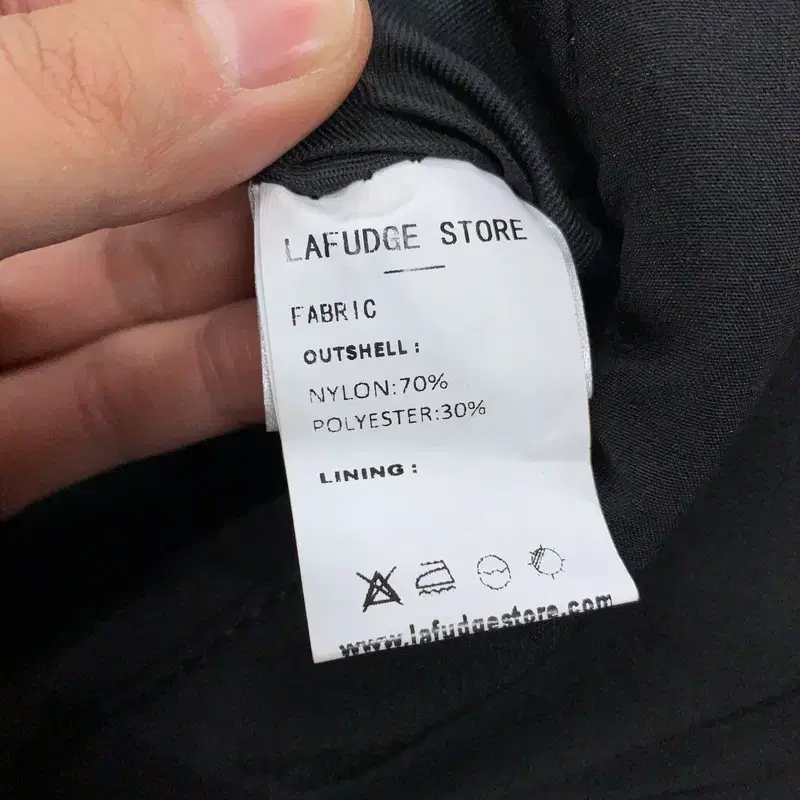 LAFUDGE STORE
FABRIC
OUTSHELL:
NYLON:70%
POLYESTER:30%
LINING:
www.lafudgestore.com